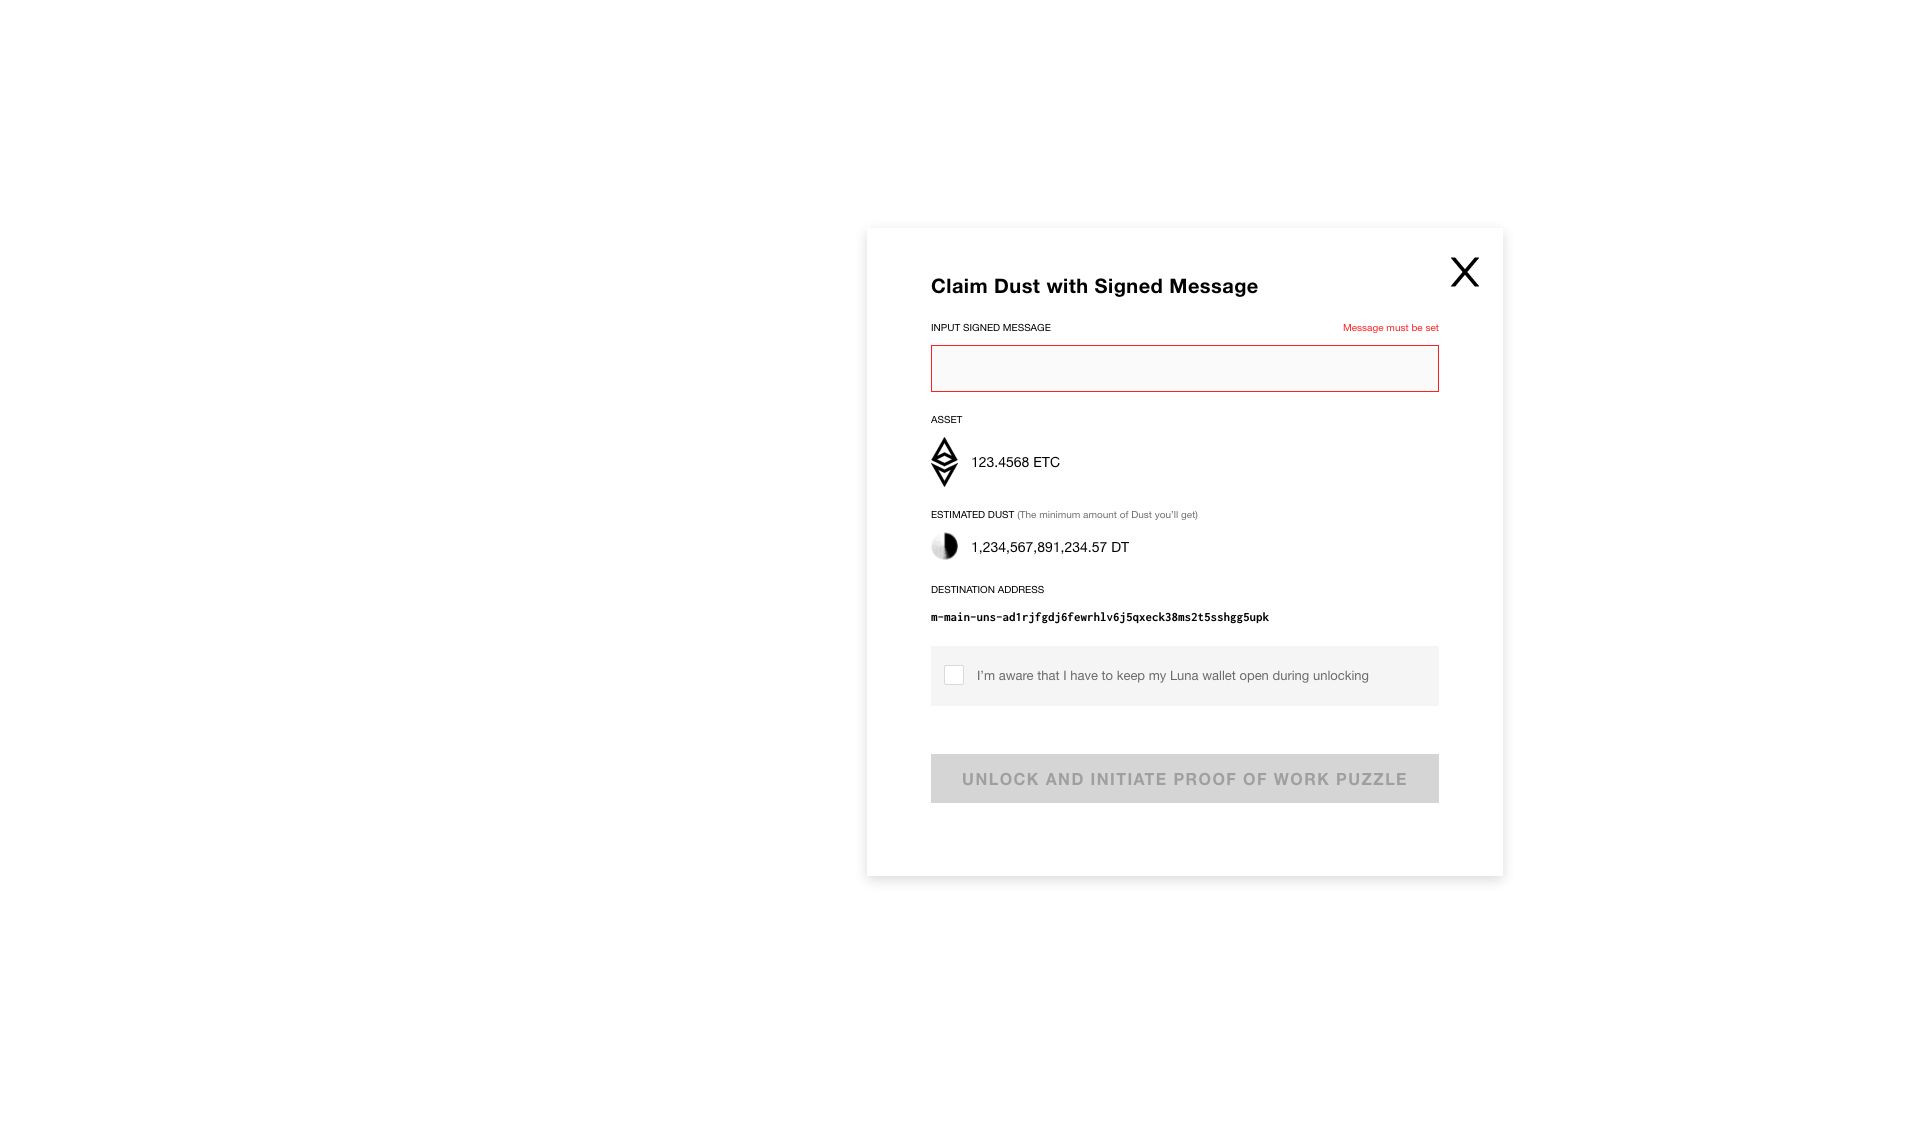 Claim Dust with Signed Message
INPUT SIGNED MESSAGE Message must be set
ASSET
123.4568 ETC
ESTIMATED DUST (The minimum amount of Dust you'll get)
1,234,567,891,234.57 DT
DESTINATION ADDRESS
m-main-uns-ad1rjfgdj6fewrhlv6j5qxeck38ms2t5sshgg5upk
I'm aware that I have to keep my Luna wallet open during unlocking
UNLOCK AND INITIATE PROOF OF WORK PUZZLE